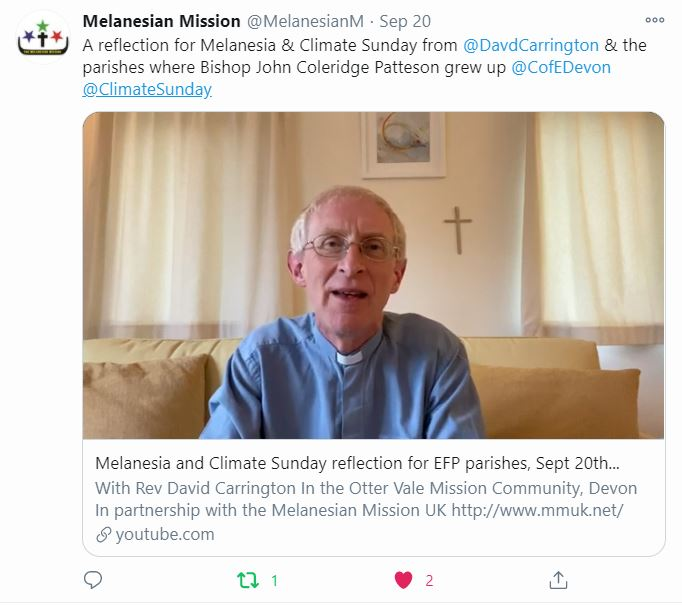 Melanesian Mission @MelanesianM · Sep 20
A reflection for Melanesia & Climate Sunday from @DavdCarrington & the
parishes where Bishop John Coleridge Patteson grew up @CofEDevon
@ClimateSunday
Melanesia and Climate Sunday reflection for EFP parishes, Sept 20th...
With Rev David Carrington In the Otter Vale Mission Community, Devon
In partnership with the Melanesian Mission UK http://www.mmuk.net/
youtube.com
1 2